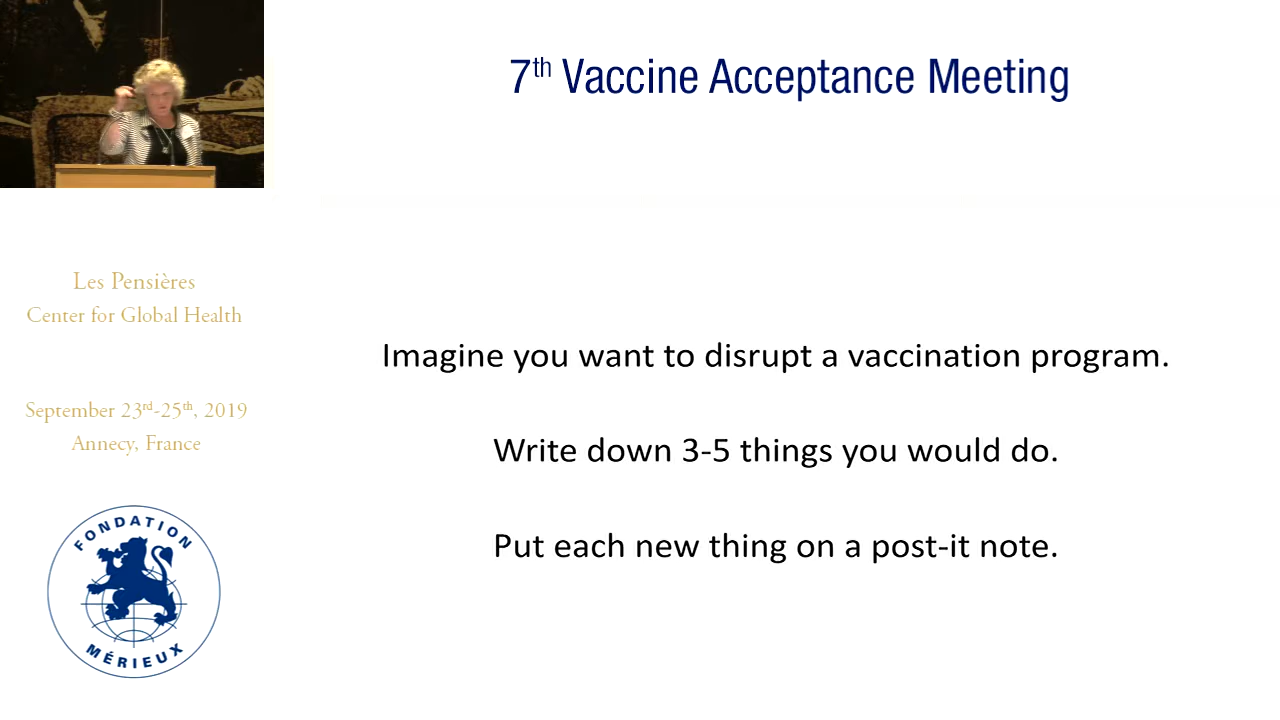 7th Vaccine Acceptance Meeting
Les Pensières
Center for Global Health
September 23rd-25th, 2019
Annecy, France
FONDATION
MÉRIEUX
Imagine you want to disrupt a vaccination program.
Write down 3-5 things you would do.
Put each new thing on a post-it note.